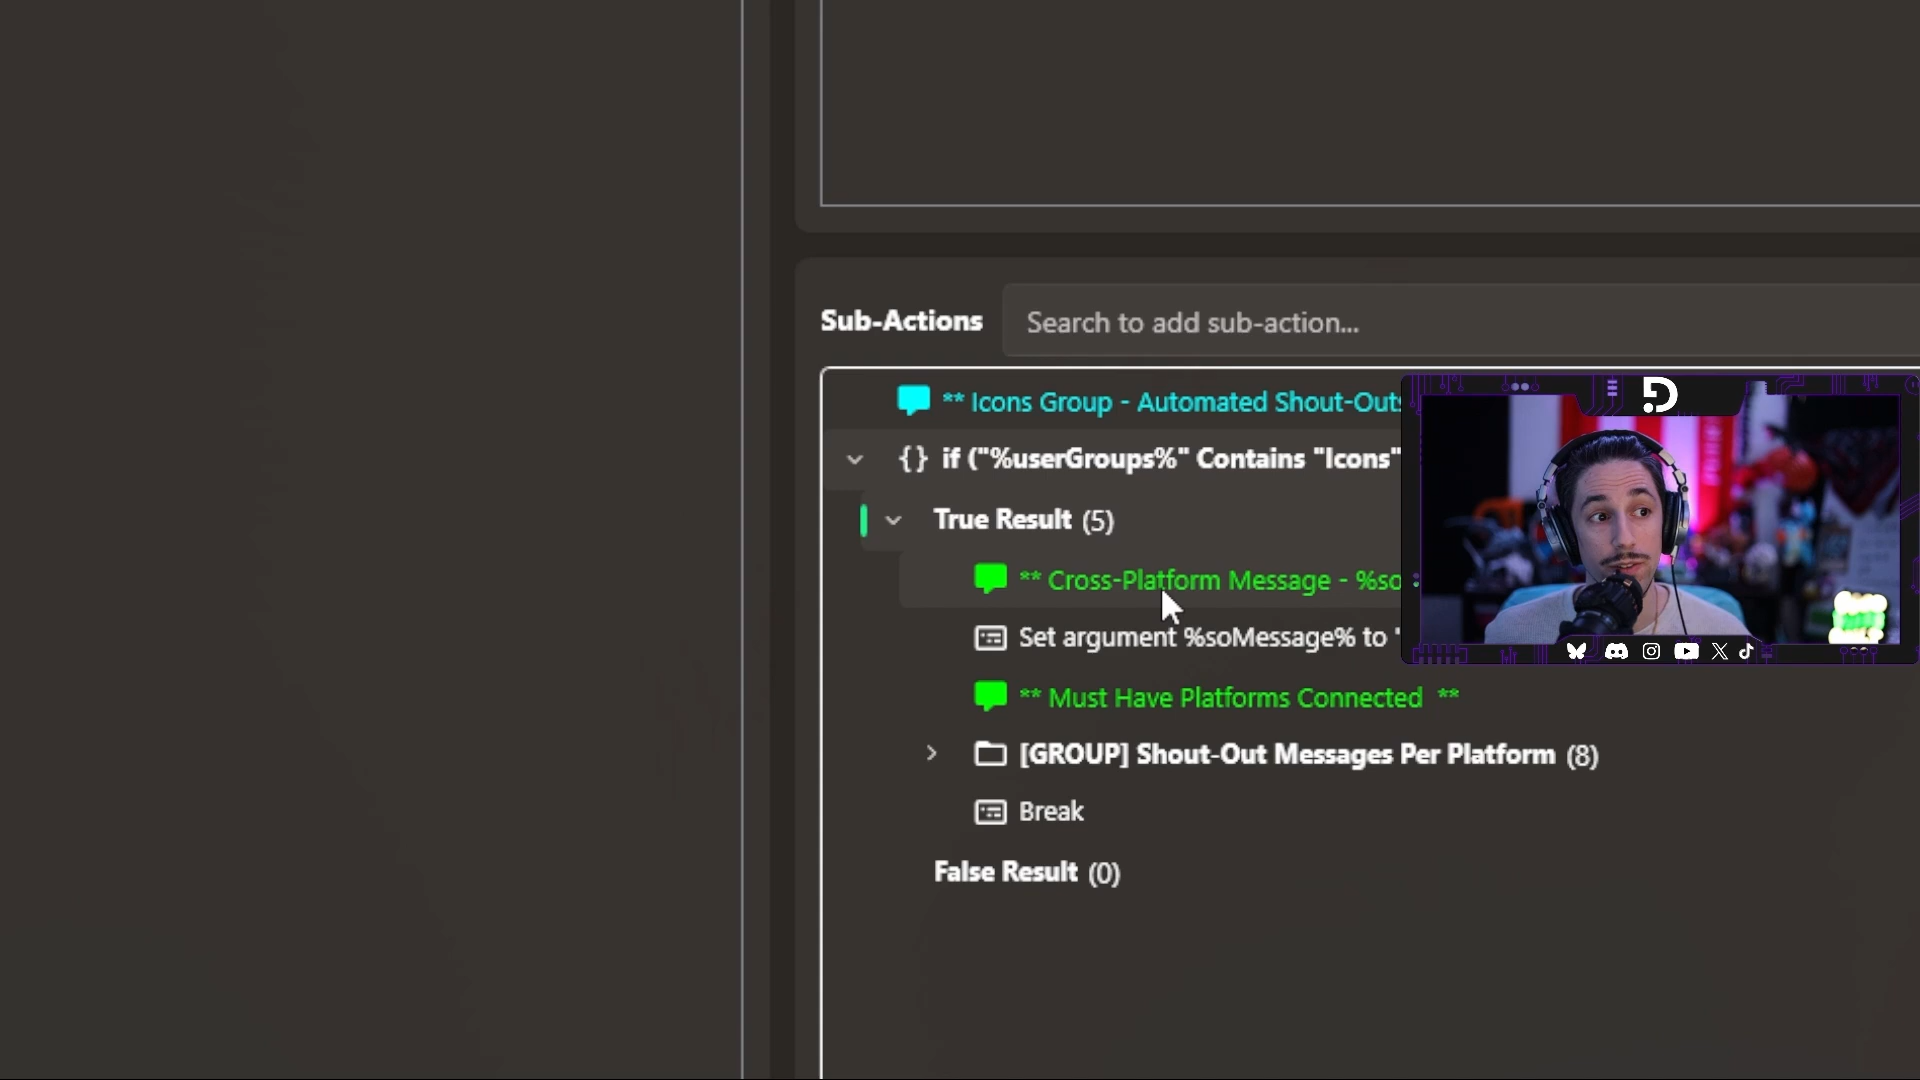 Sub-Actions
Search to add sub-action...
** Icons Group - Automated Shout-Outs
{} if ("%userGroups%" Contains "Icons"
True Result (5)
** Cross-Platform Message - %so
Set argument %soMessage% to "
** Must Have Platforms Connected **
[GROUP] Shout-Out Messages Per Platform (8)
Break
False Result (0)